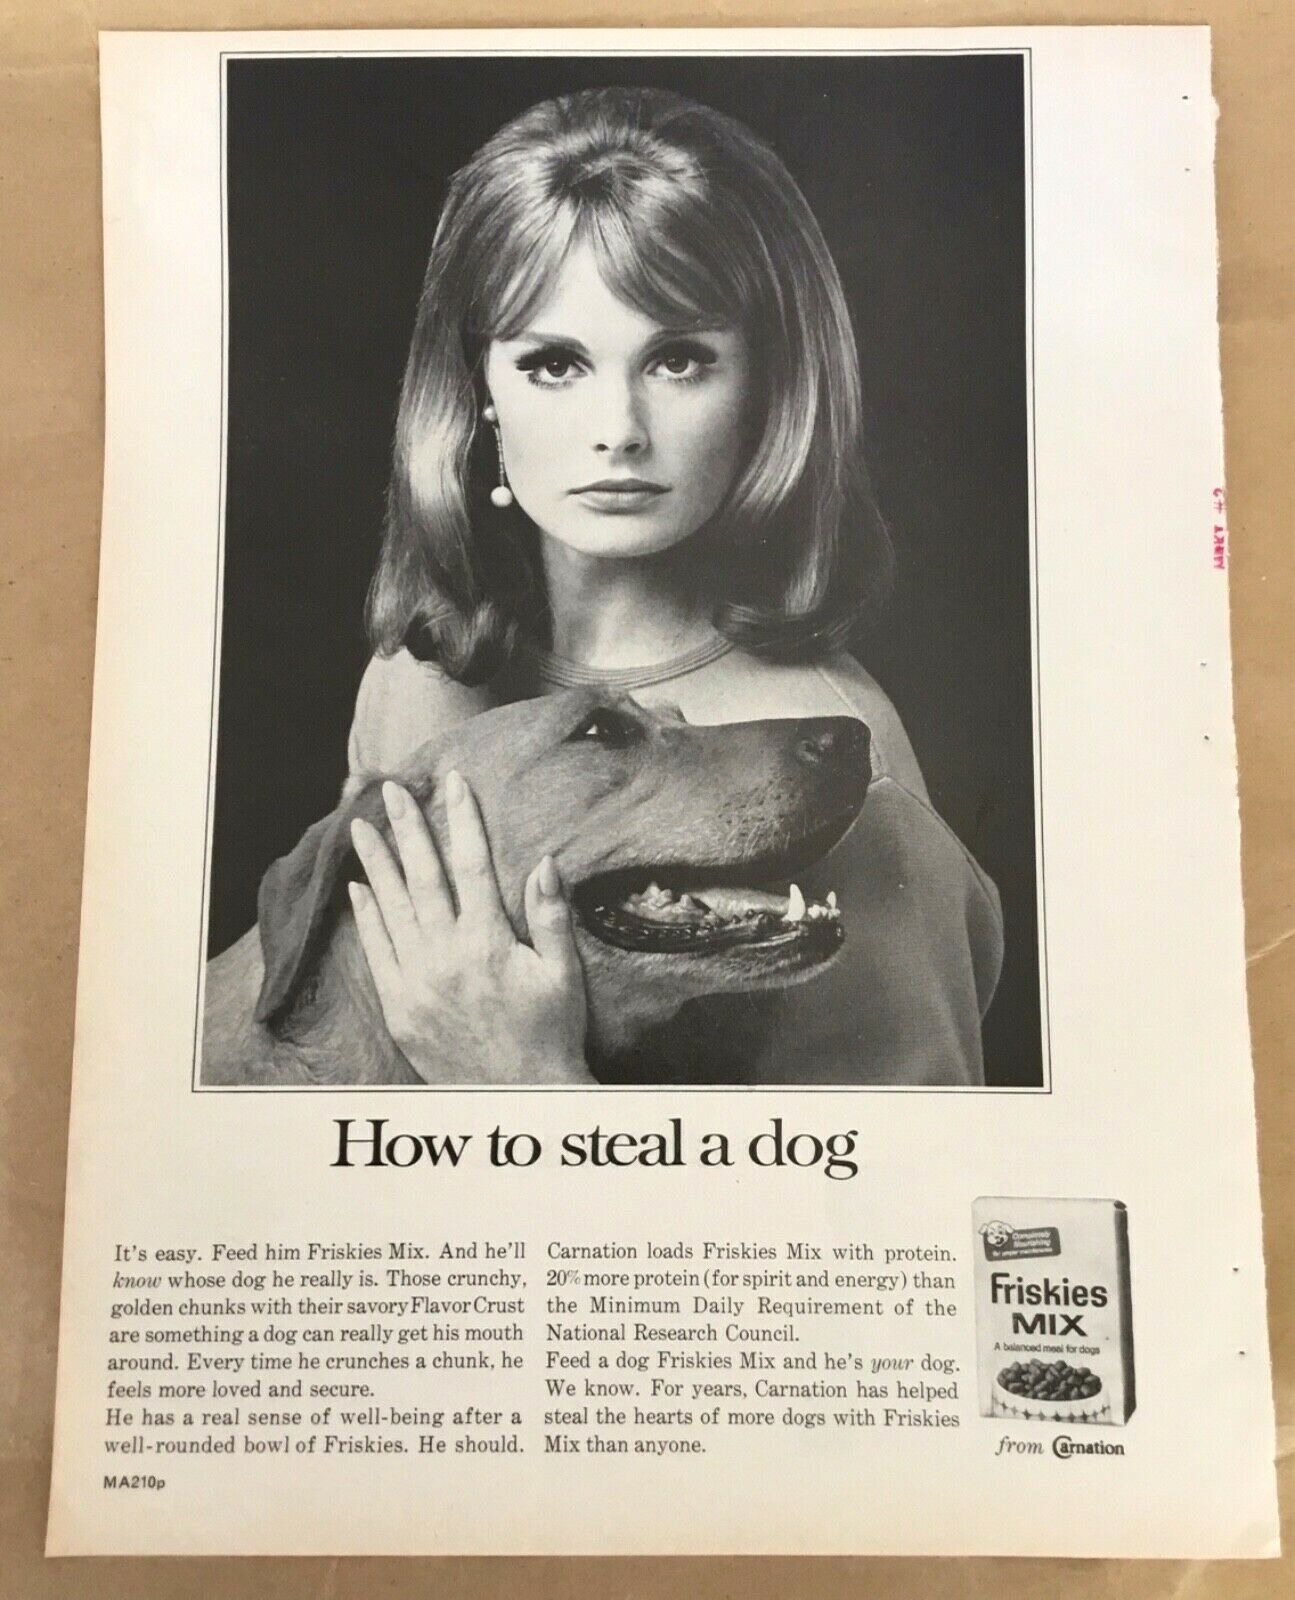 How to steal a dog
It's easy. Feed him Friskies Mix. And he'll
know whose dog he really is. Those crunchy,
golden chunks with their savory Flavor Crust
are something a dog can really get his mouth
around. Every time he crunches a chunk, he
feels more loved and secure.
He has a real sense of well-being after a
well-rounded bowl of Friskies. He should.
Carnation loads Friskies Mix with protein.
20% more protein (for spirit and energy) than
the Minimum Daily Requirement of the
National Research Council.
Feed a dog Friskies Mix and he's your dog.
We know. For years, Carnation has helped
steal the hearts of more dogs with Friskies
Mix than anyone.
Completely
Nourishing
for proper maintenance
Friskies
MIX
A balanced meal for dogs
from Carnation
MA210p